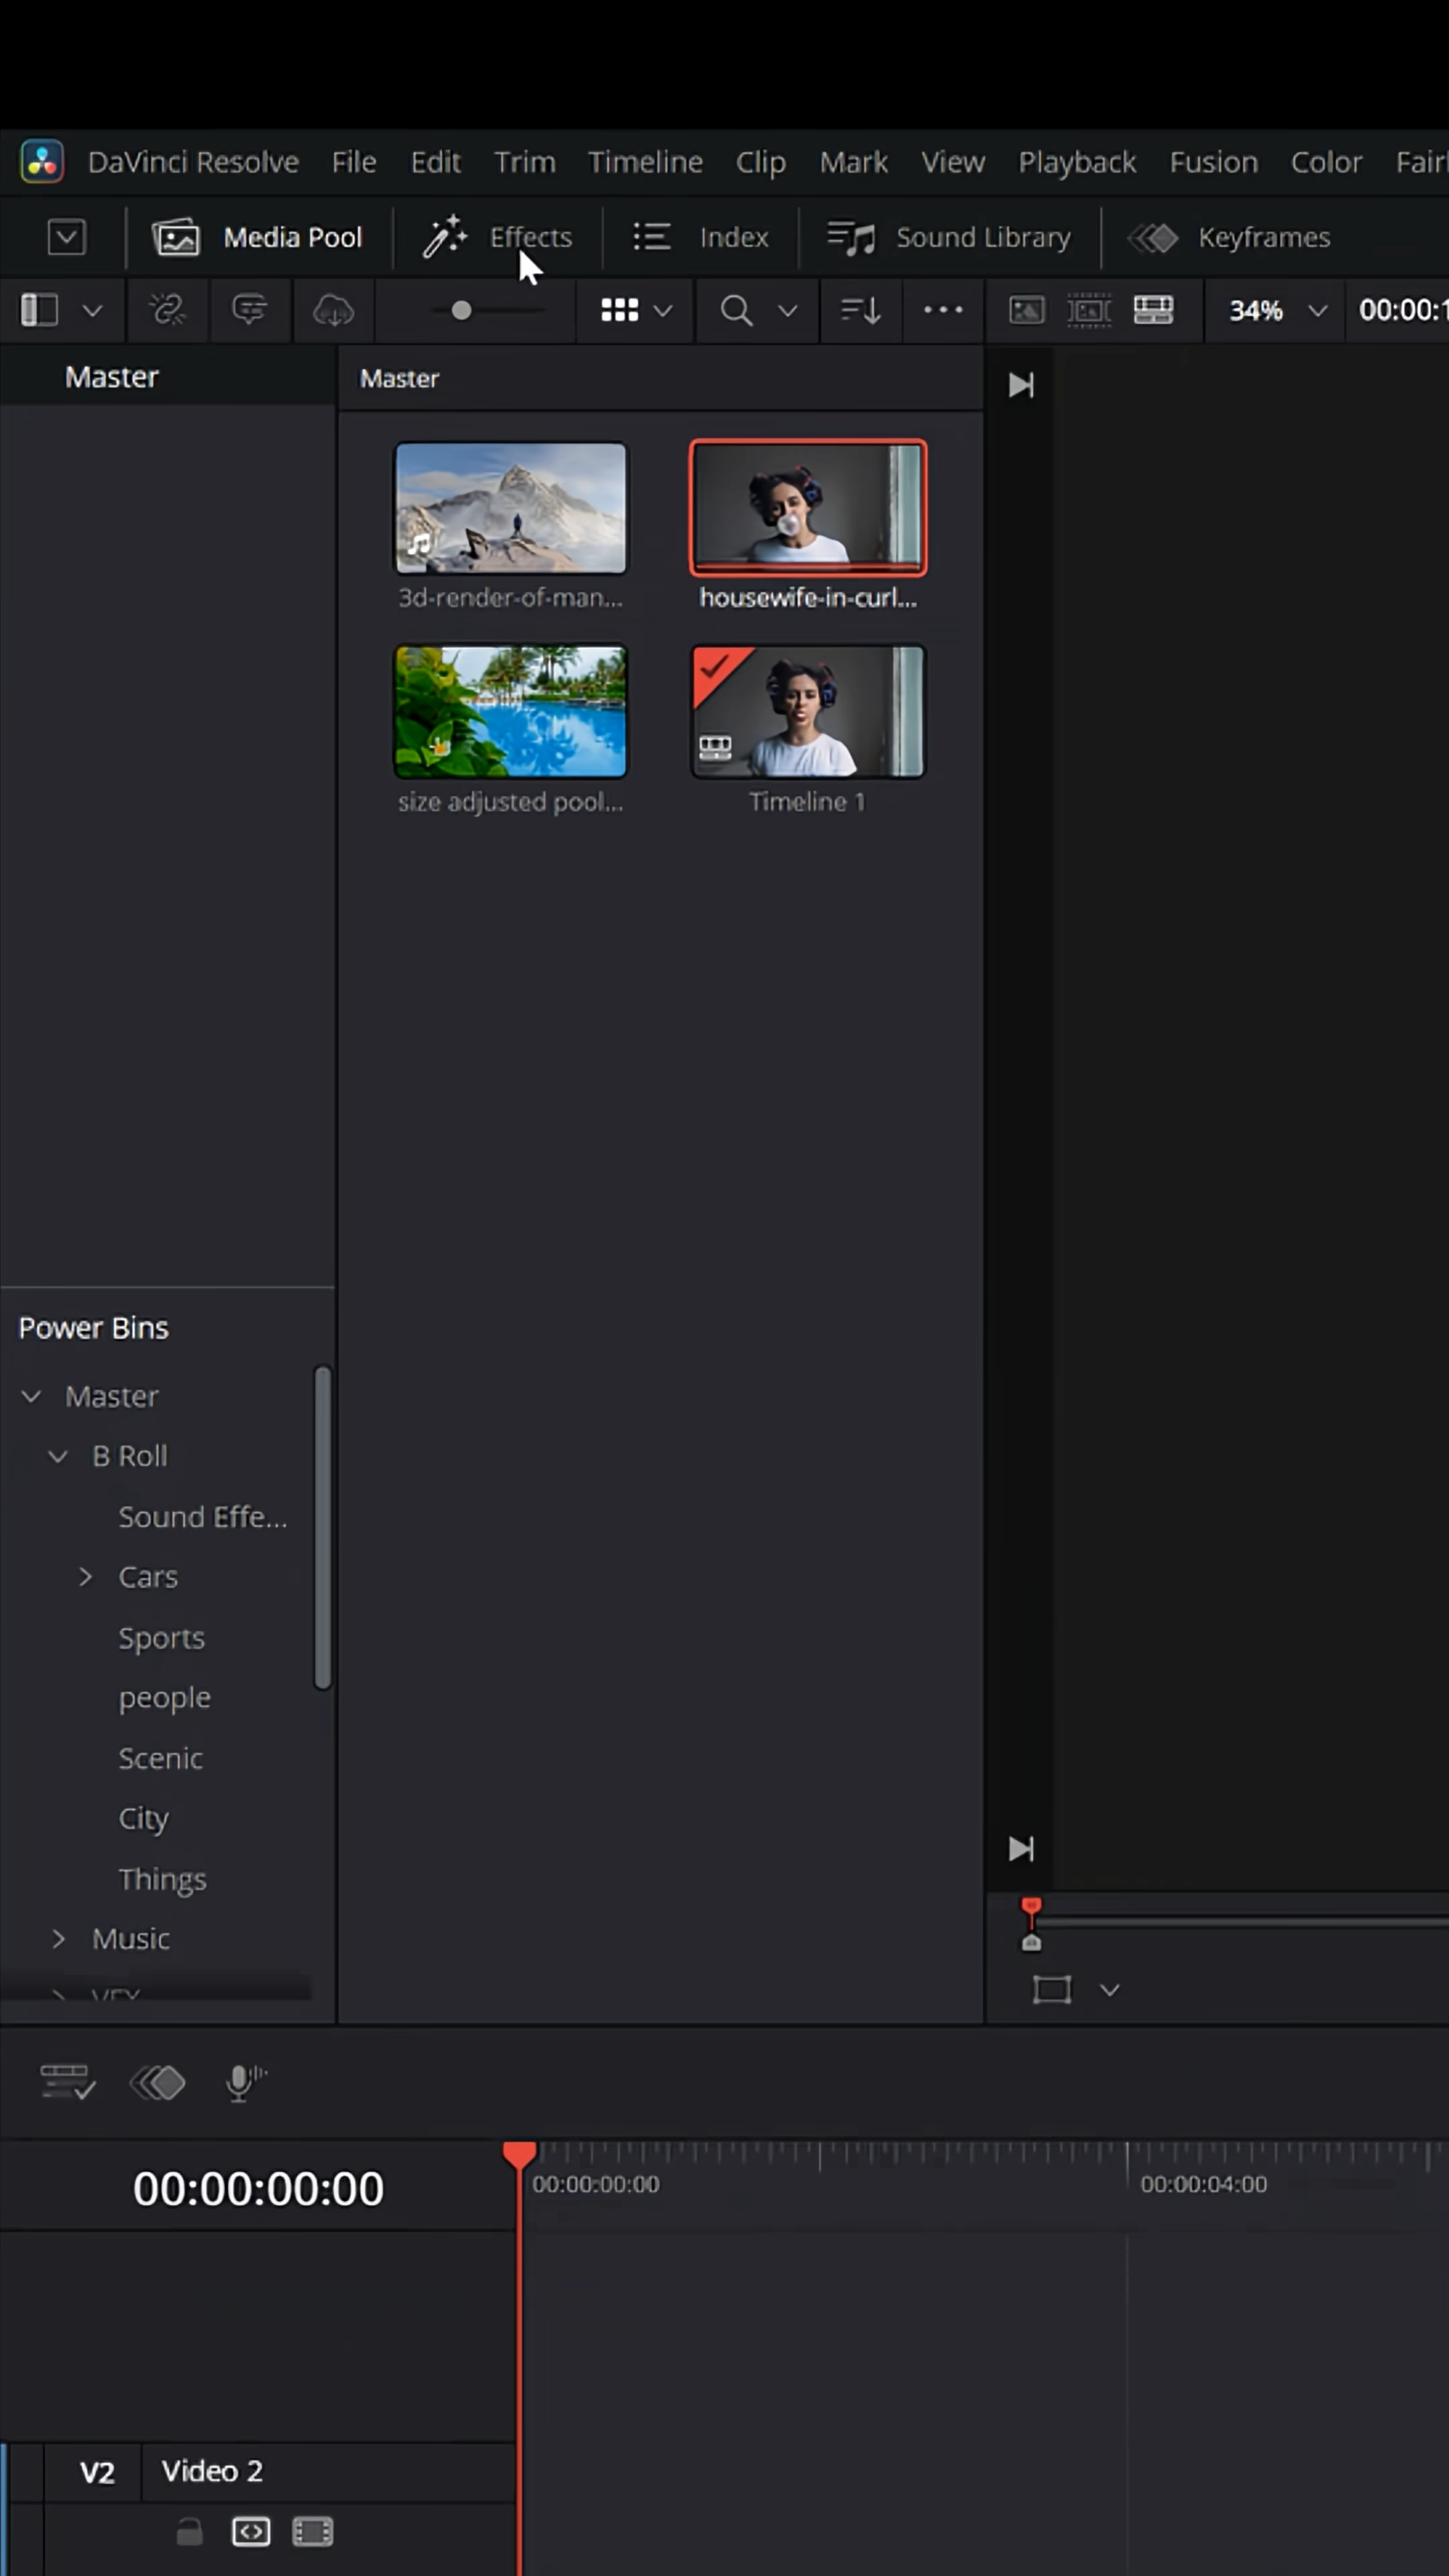 DaVinci Resolve File Edit Trim Timeline Clip Mark View Playback Fusion Color Fairl
Media Pool Effects Index Sound Library Keyframes
34% 00:00:1
Master
Master
3d-render-of-man... housewife-in-curl...
size adjusted pool... Timeline 1
Power Bins
Master
B Roll
Sound Effe...
Cars
Sports
people
Scenic
City
Things
Music
VFX
00:00:00:00 00:00:00:00 00:00:04:00
V2 Video 2